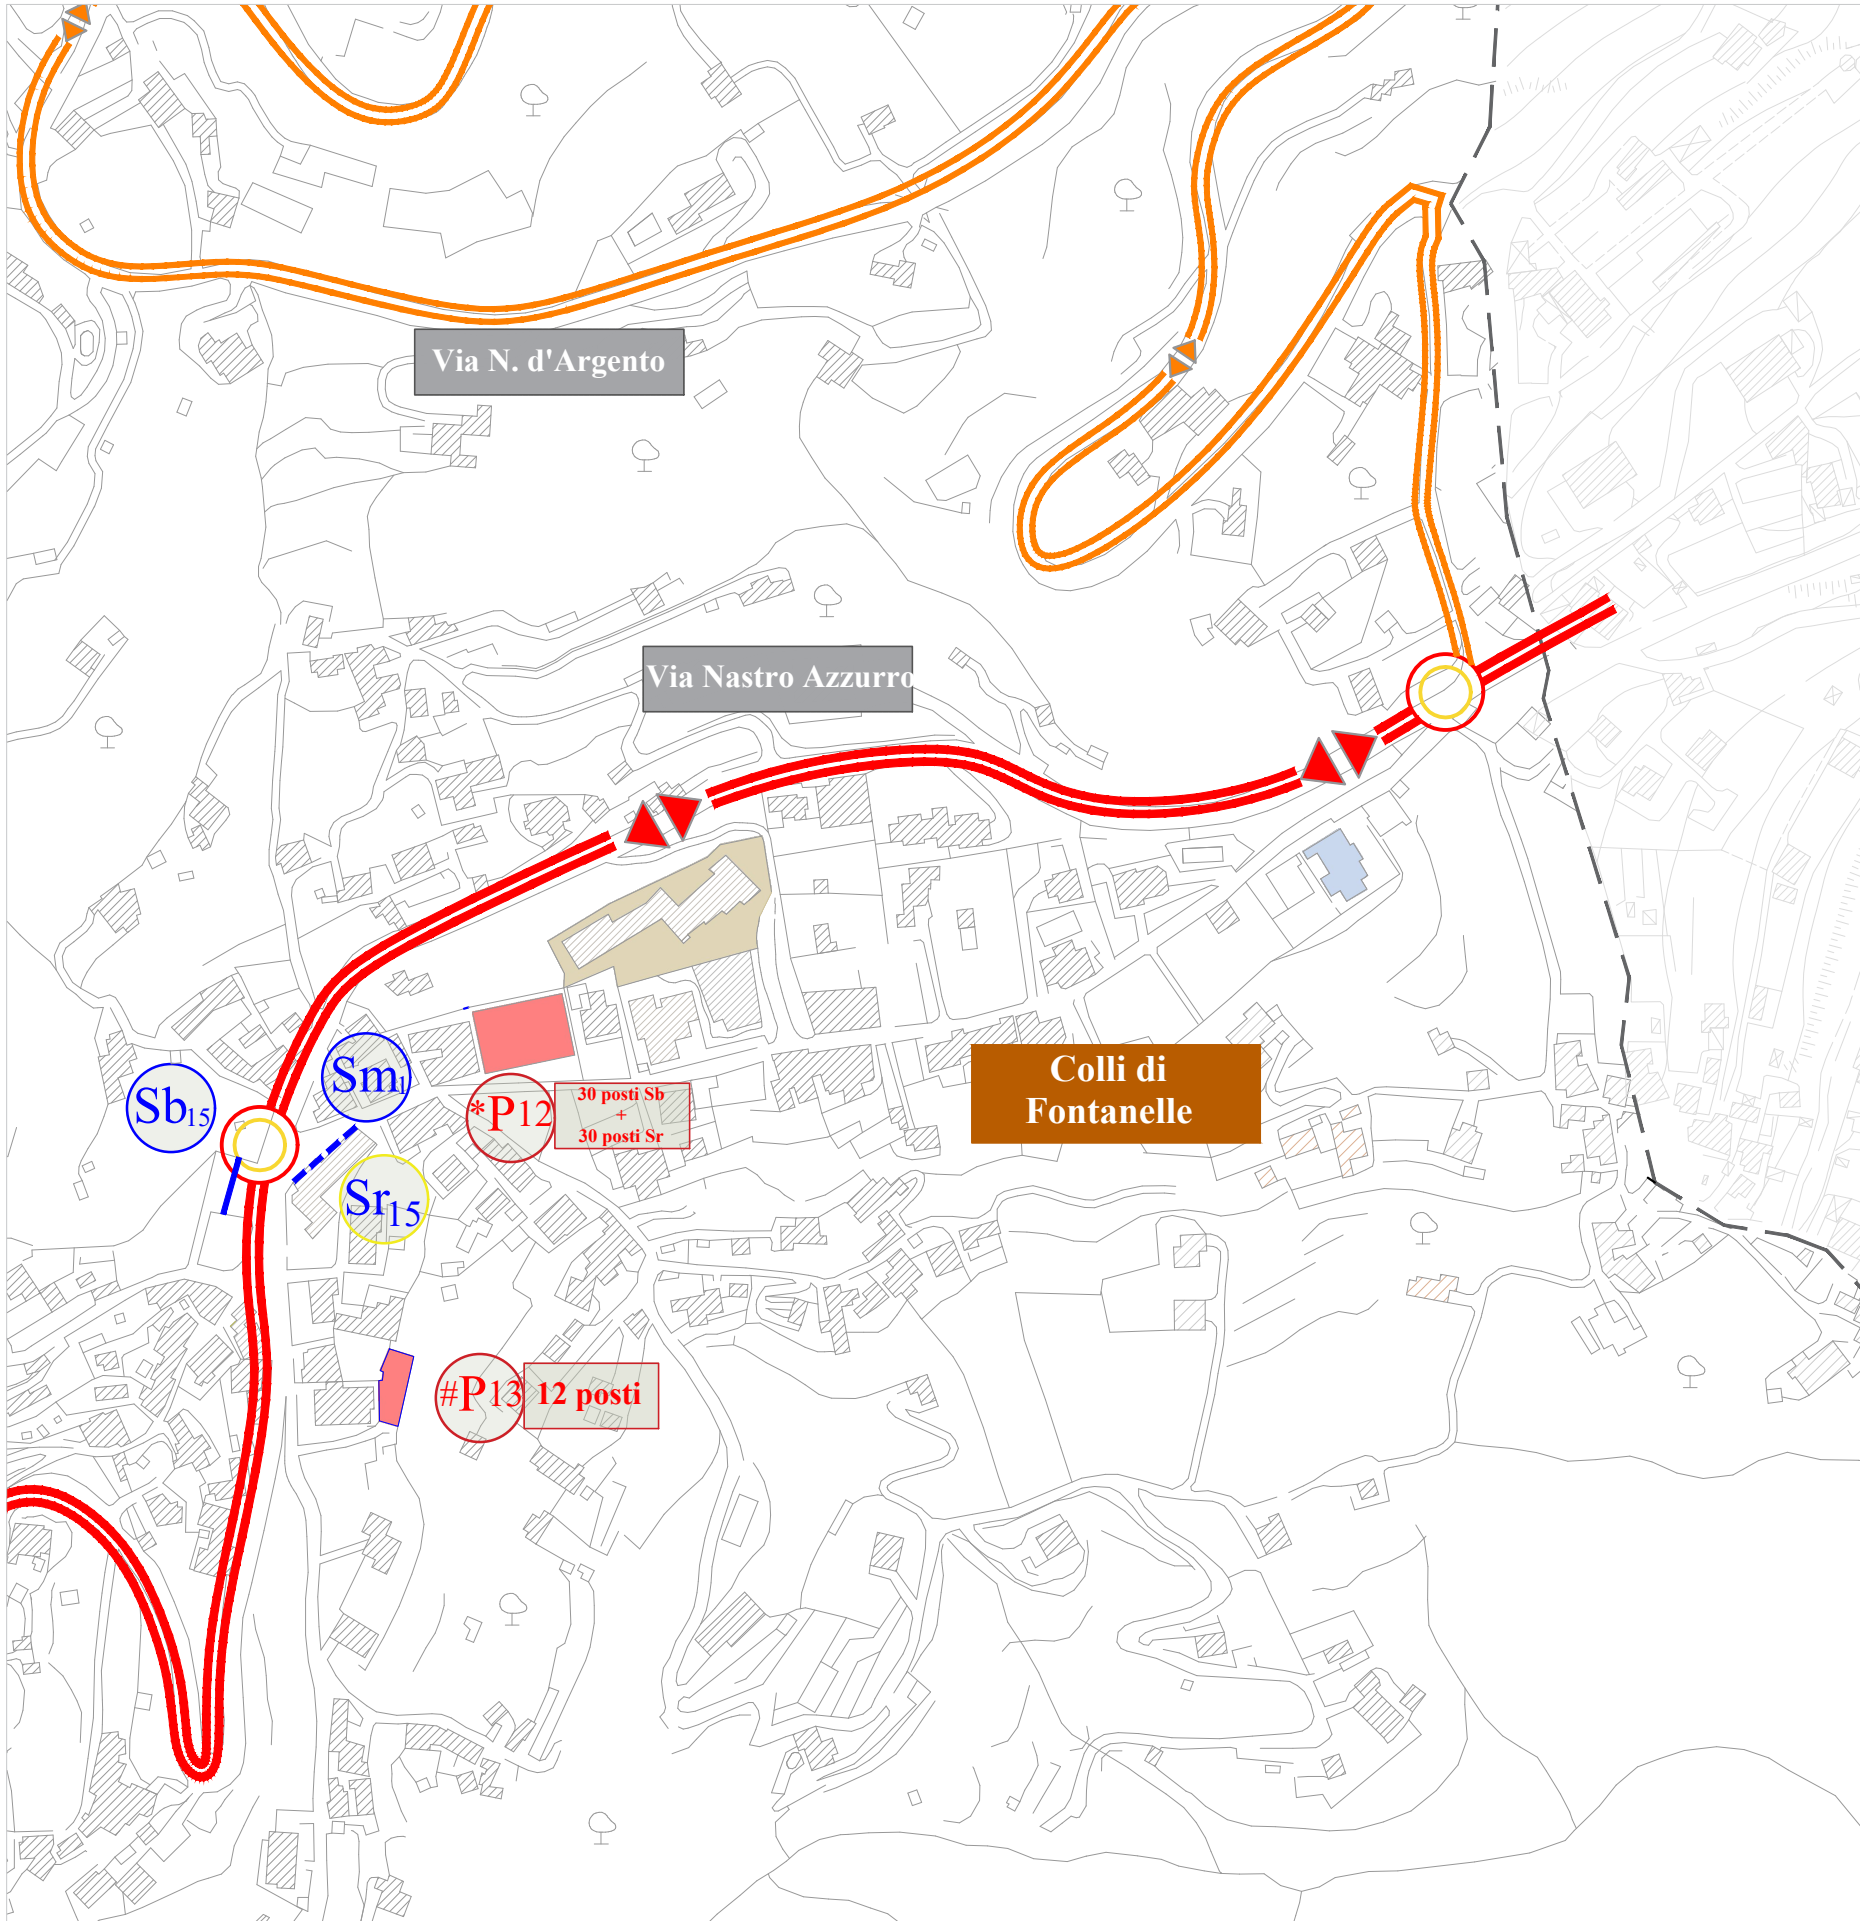 Via N. d'Argento
Via Nastro Azzurro
Colli di
Fontanelle
Sm1
Sb15
*P12
30 posti Sb
+
30 posti Sr
Sr15
#P13
12 posti